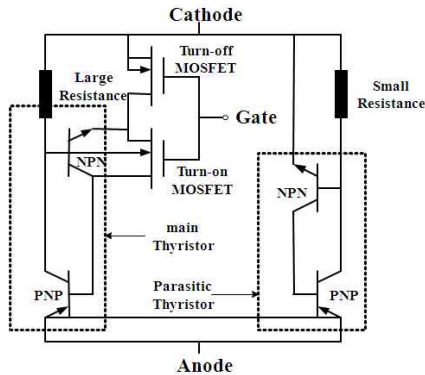 Cathode
Turn-off
MOSFET
Large
Resistance
Small
Resistance
Gate
NPN
Turn-on
MOSFET
NPN
main
Thyristor
Parasitic
Thyristor
PNP
PNP
Anode